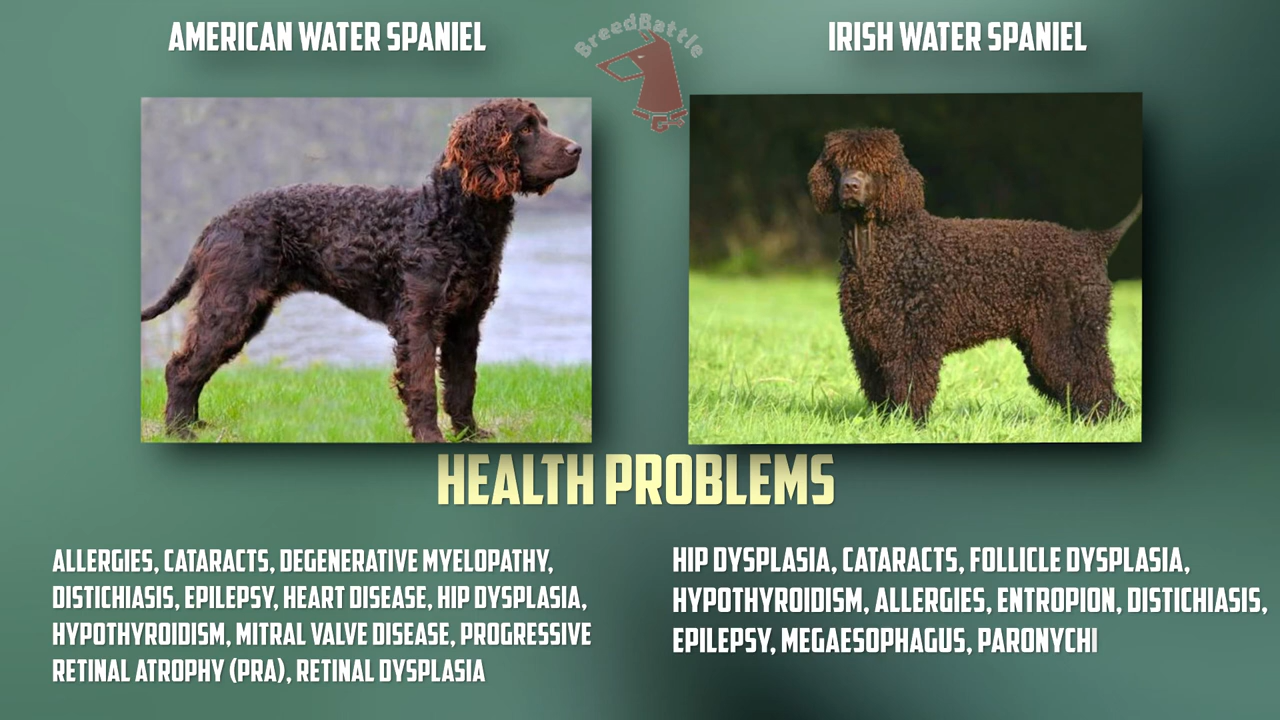 AMERICAN WATER SPANIEL
BreedBattle
IRISH WATER SPANIEL
HEALTH PROBLEMS
ALLERGIES, CATARACTS, DEGENERATIVE MYELOPATHY,
DISTICHIASIS, EPILEPSY, HEART DISEASE, HIP DYSPLASIA,
HYPOTHYROIDISM, MITRAL VALVE DISEASE, PROGRESSIVE
RETINAL ATROPHY (PRA), RETINAL DYSPLASIA
HIP DYSPLASIA, CATARACTS, FOLLICLE DYSPLASIA,
HYPOTHYROIDISM, ALLERGIES, ENTROPION, DISTICHIASIS,
EPILEPSY, MEGAESOPHAGUS, PARONYCHI